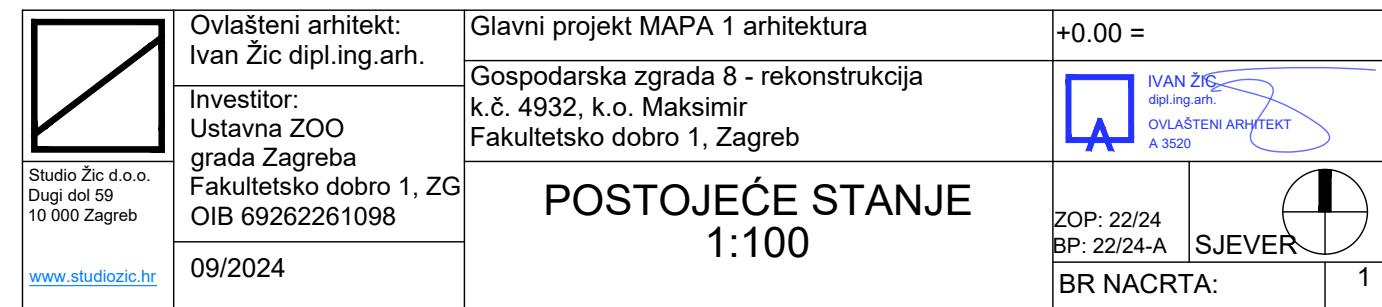 Studio Žic d.o.o.
Dugi dol 59
10 000 Zagreb
www.studiozic.hr
Ovlašteni arhitekt:
Ivan Žic dipl.ing.arh.
Investitor:
Ustavna ZOO
grada Zagreba
Fakultetsko dobro 1, ZG
OIB 69262261098
09/2024
Glavni projekt MAPA 1 arhitektura
Gospodarska zgrada 8 - rekonstrukcija
k.č. 4932, k.o. Maksimir
Fakultetsko dobro 1, Zagreb
POSTOJEĆE STANJE
1:100
+0.00 =
IVAN ŽIC
dipl.ing.arh.
OVLAŠTENI ARHITEKT
A 3520
ZOP: 22/24
BP: 22/24-A
SJEVER
BR NACRTA:
1